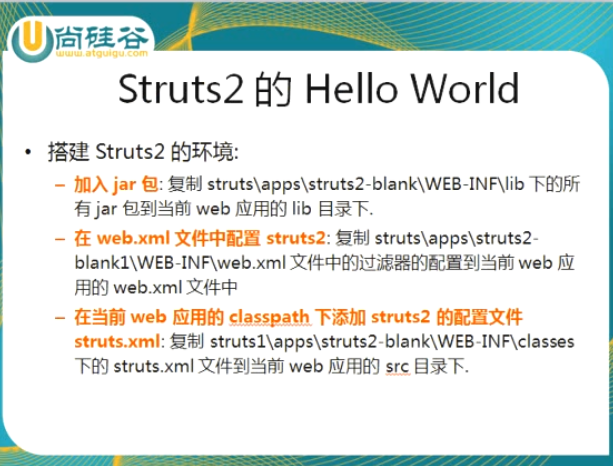 尚硅谷
www.atguigu.com
Struts2 的 Hello World
• 搭建 Struts2 的环境:
– 加入 jar 包: 复制 struts\apps\struts2-blank\WEB-INF\lib 下的所
有 jar 包到当前 web 应用的 lib 目录下.
– 在 web.xml 文件中配置 struts2: 复制 struts\apps\struts2-
blank1\WEB-INF\web.xml 文件中的过滤器的配置到当前 web 应
用的 web.xml 文件中
– 在当前 web 应用的 classpath 下添加 struts2 的配置文件
struts.xml: 复制 struts1\apps\struts2-blank\WEB-INF\classes
下的 struts.xml 文件到当前 web 应用的 src 目录下.